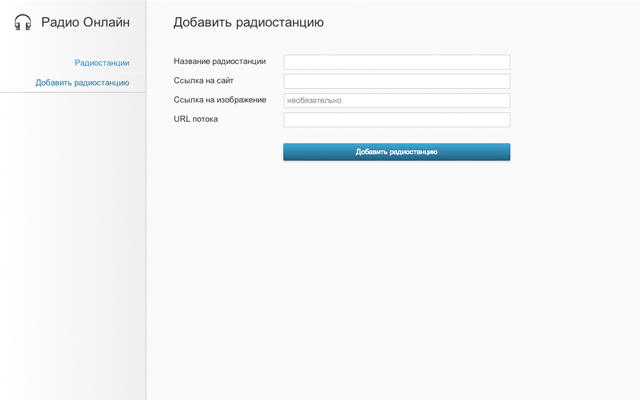 Радио Онлайн
Радиостанции
Добавить радиостанцию
Добавить радиостанцию
Название радиостанции
Ссылка на сайт
Ссылка на изображение
необязательно
URL потока
Добавить радиостанцию